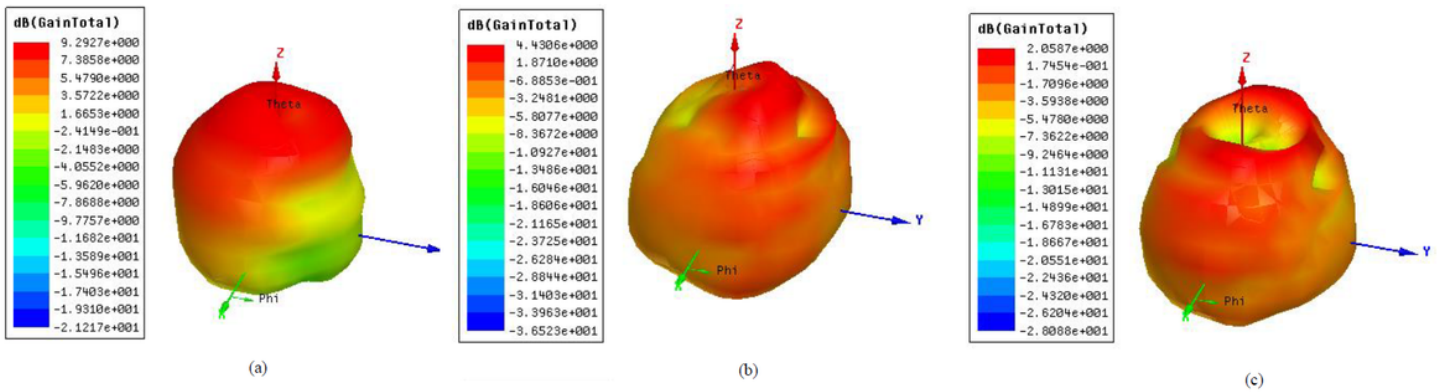 dB(GainTotal)
9.2927e+000
7.3858e+000
5.4790e+000
3.5722e+000
1.6653e+000
-2.4149e-001
-2.1483e+000
-4.0552e+000
-5.9620e+000
-7.8688e+000
-9.7757e+000
-1.1682e+001
-1.3589e+001
-1.5496e+001
-1.7403e+001
-1.9310e+001
-2.1217e+001
Z
Theta
X
Phi
(a)
dB(GainTotal)
4.4306e+000
1.8710e+000
-6.8853e-001
-3.2481e+000
-5.8077e+000
-8.3672e+000
-1.0927e+001
-1.3486e+001
-1.6046e+001
-1.8606e+001
-2.1165e+001
-2.3725e+001
-2.6284e+001
-2.8844e+001
-3.1403e+001
-3.3963e+001
-3.6523e+001
Z
Theta
Y
X
Phi
(b)
dB(GainTotal)
2.0587e+000
1.7454e-001
-1.7096e+000
-3.5938e+000
-5.4780e+000
-7.3622e+000
-9.2464e+000
-1.1131e+001
-1.3015e+001
-1.4899e+001
-1.6783e+001
-1.8667e+001
-2.0551e+001
-2.2436e+001
-2.4320e+001
-2.6204e+001
-2.8088e+001
Z
Theta
Y
X
Phi
(c)